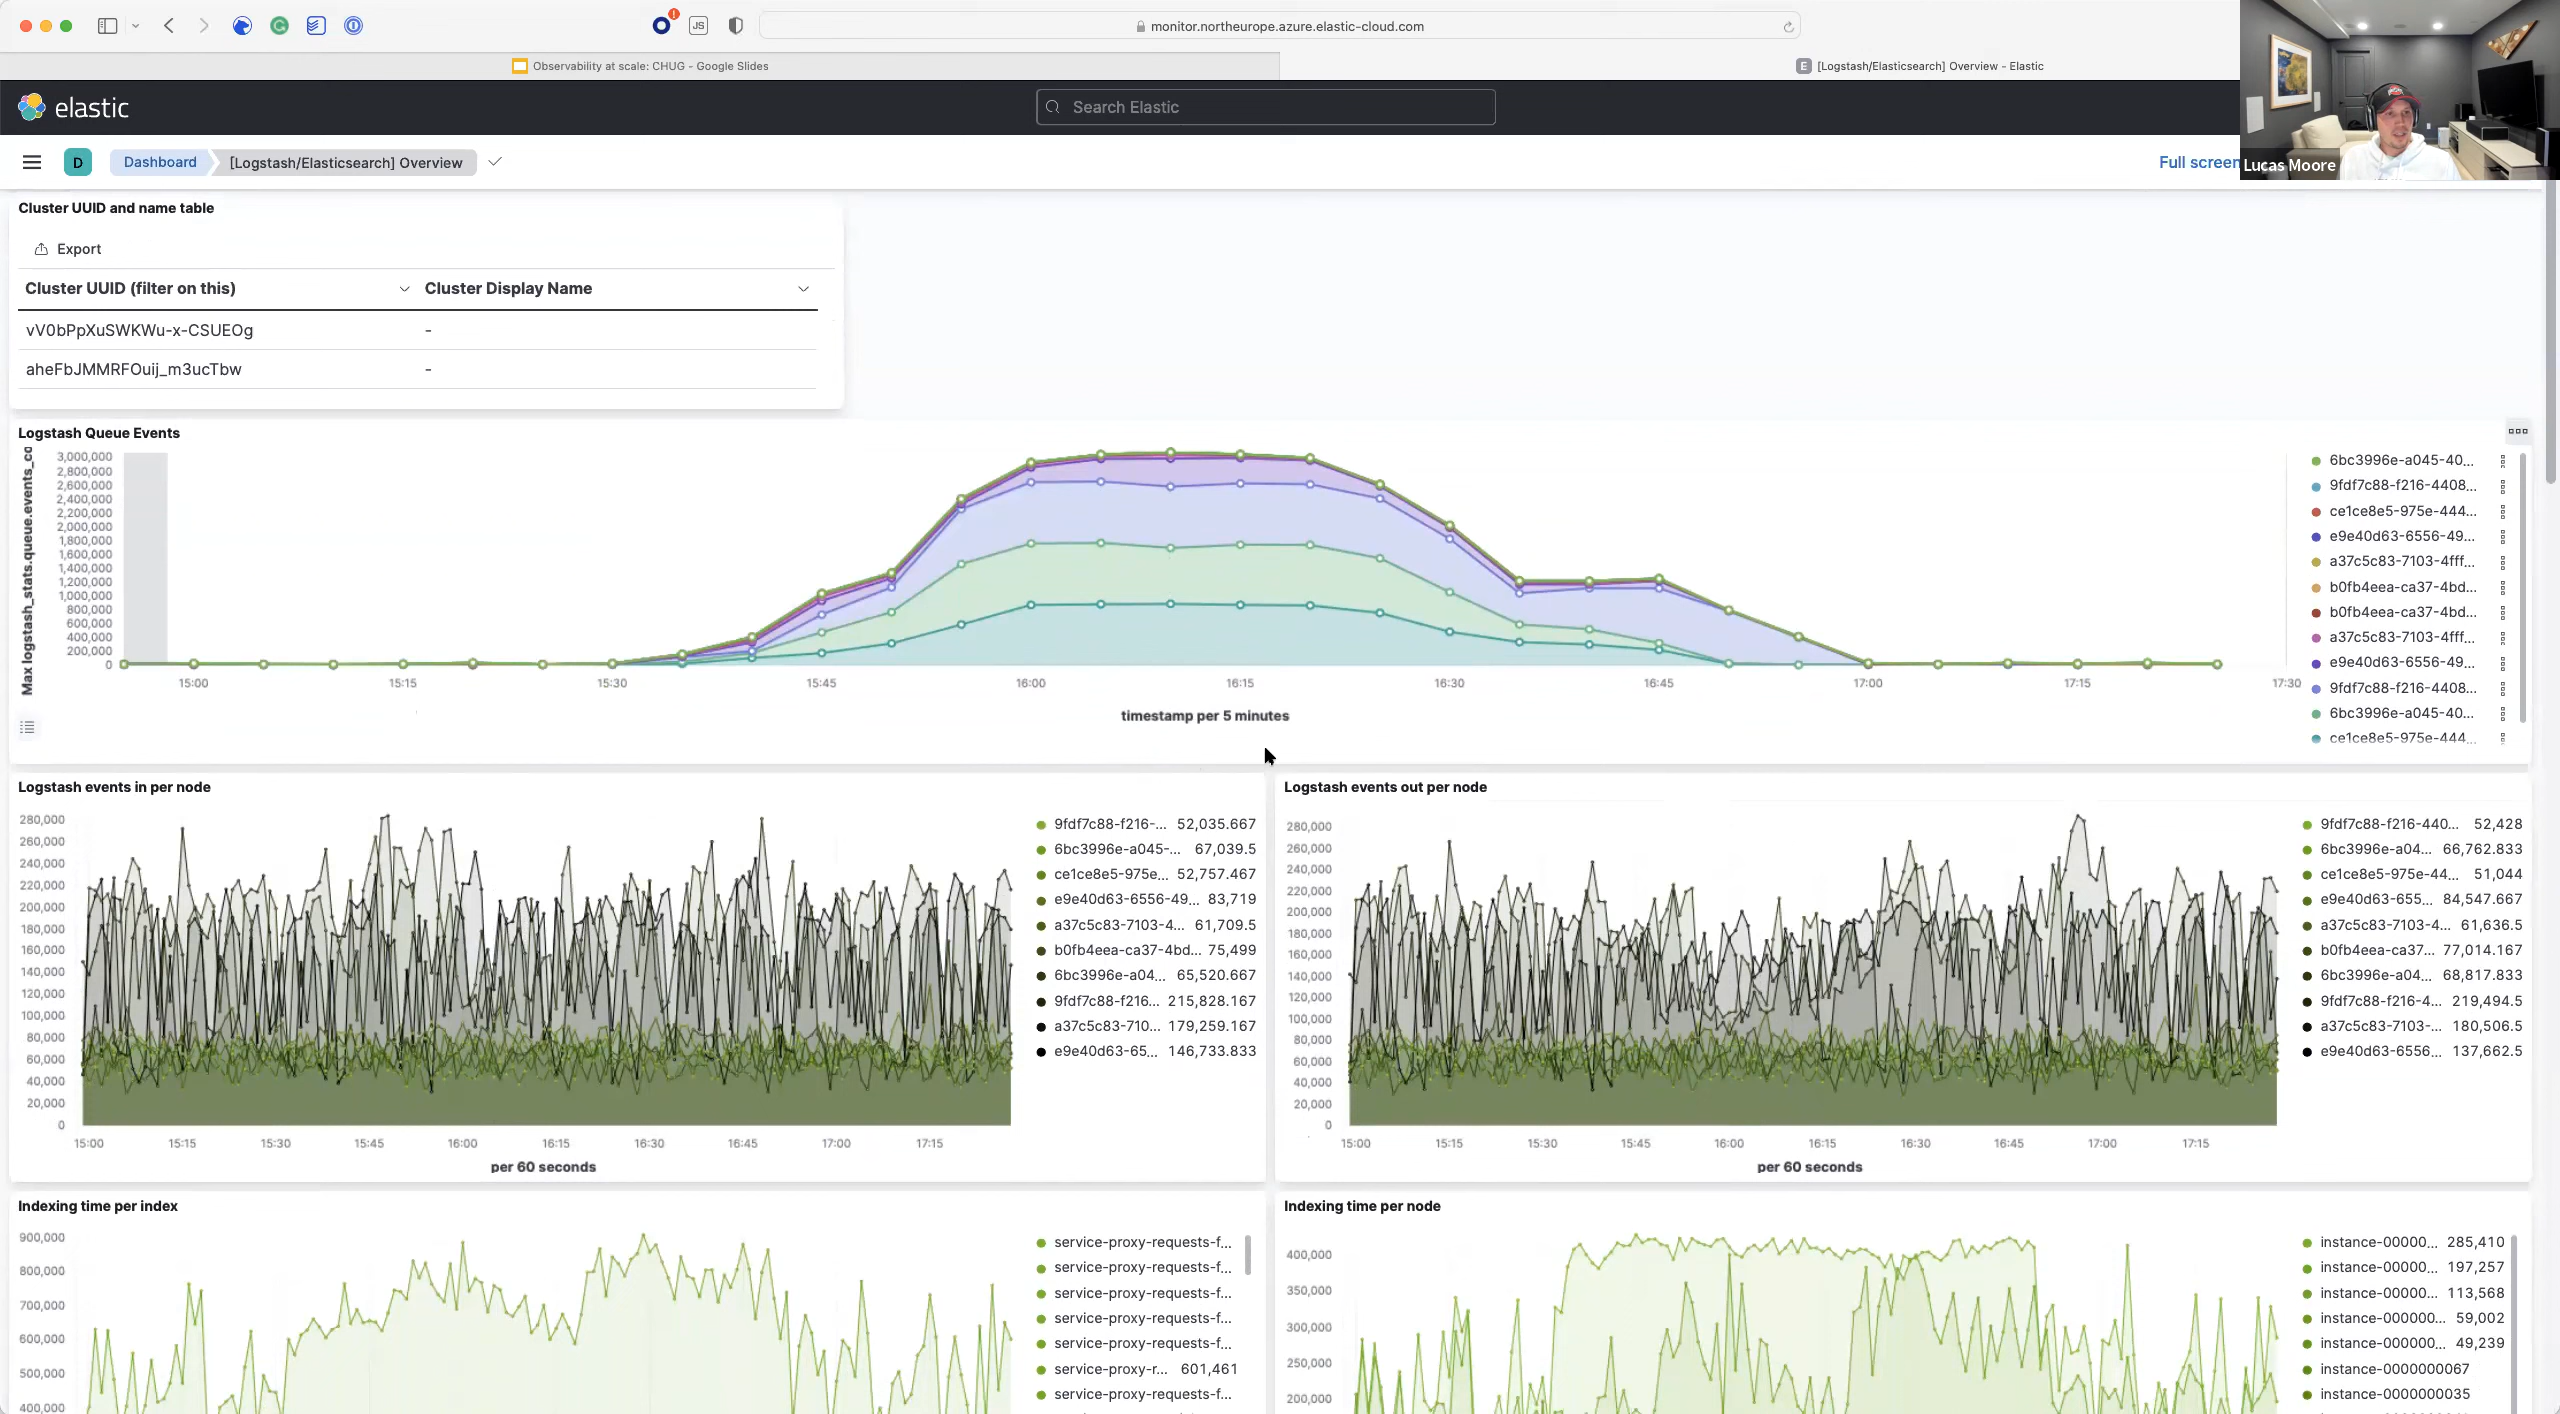 JS
monitor.northeurope.azure.elastic-cloud.com
Observability at scale: CHUG - Google Slides
E [Logstash/Elasticsearch] Overview - Elastic
elastic
Search Elastic
D Dashboard [Logstash/Elasticsearch] Overview
Full screen
Lucas Moore
Cluster UUID and name table
Export
Cluster UUID (filter on this) Cluster Display Name
vV0bPpXuSWKWu-x-CSUEOg -
aheFbJMMRFOuij_m3ucTbw -
Logstash Queue Events
Max logstash_stats.queue.events_co
3,000,000
2,800,000
2,600,000
2,400,000
2,200,000
2,000,000
1,800,000
1,600,000
1,400,000
1,200,000
1,000,000
800,000
600,000
400,000
200,000
0
15:00 15:15 15:30 15:45 16:00 16:15 16:30 16:45 17:00 17:15 17:30
timestamp per 5 minutes
6bc3996e-a045-40...
9fdf7c88-f216-4408...
ce1ce8e5-975e-444...
e9e40d63-6556-49...
a37c5c83-7103-4fff...
b0fb4eea-ca37-4bd...
b0fb4eea-ca37-4bd...
a37c5c83-7103-4fff...
e9e40d63-6556-49...
9fdf7c88-f216-4408...
6bc3996e-a045-40...
ce1ce8e5-975e-444...
Logstash events in per node
280,000
260,000
240,000
220,000
200,000
180,000
160,000
140,000
120,000
100,000
80,000
60,000
40,000
20,000
0
15:00 15:15 15:30 15:45 16:00 16:15 16:30 16:45 17:00 17:15
per 60 seconds
9fdf7c88-f216-... 52,035.667
6bc3996e-a045-... 67,039.5
ce1ce8e5-975e... 52,757.467
e9e40d63-6556-49... 83,719
a37c5c83-7103-4... 61,709.5
b0fb4eea-ca37-4bd... 75,499
6bc3996e-a04... 65,520.667
9fdf7c88-f216... 215,828.167
a37c5c83-710... 179,259.167
e9e40d63-65... 146,733.833
Logstash events out per node
280,000
260,000
240,000
220,000
200,000
180,000
160,000
140,000
120,000
100,000
80,000
60,000
40,000
20,000
0
15:00 15:15 15:30 15:45 16:00 16:15 16:30 16:45 17:00 17:15
per 60 seconds
9fdf7c88-f216-440... 52,428
6bc3996e-a04... 66,762.833
ce1ce8e5-975e-44... 51,044
e9e40d63-655... 84,547.667
a37c5c83-7103-4... 61,636.5
b0fb4eea-ca37... 77,014.167
6bc3996e-a04... 68,817.833
9fdf7c88-f216-4... 219,494.5
a37c5c83-7103-... 180,506.5
e9e40d63-6556... 137,662.5
Indexing time per index
900,000
800,000
700,000
600,000
500,000
400,000
service-proxy-requests-f...
service-proxy-requests-f...
service-proxy-requests-f...
service-proxy-requests-f...
service-proxy-requests-f...
service-proxy-r... 601,461
service-proxy-requests-f...
Indexing time per node
400,000
350,000
300,000
250,000
200,000
instance-00000... 285,410
instance-00000... 197,257
instance-00000... 113,568
instance-000000... 59,002
instance-000000... 49,239
instance-0000000067
instance-0000000035